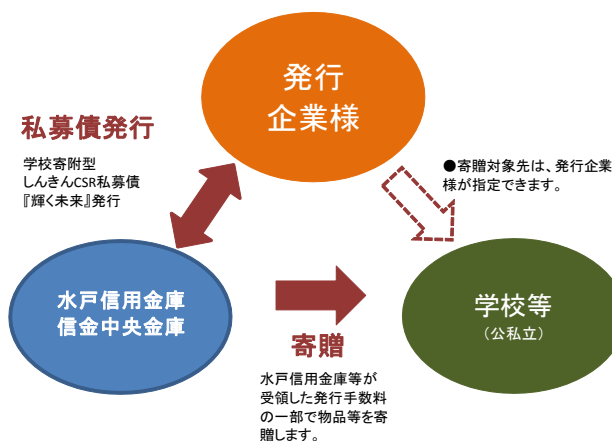 発行
企業様
私募債発行
学校寄附型
しんきんCSR私募債
『輝く未来』発行
●寄贈対象先は、発行企業
様が指定できます。
水戸信用金庫
信金中央金庫
学校等
（公私立）
寄贈
水戸信用金庫等が
受領した発行手数料
の一部で物品等を寄
贈します。